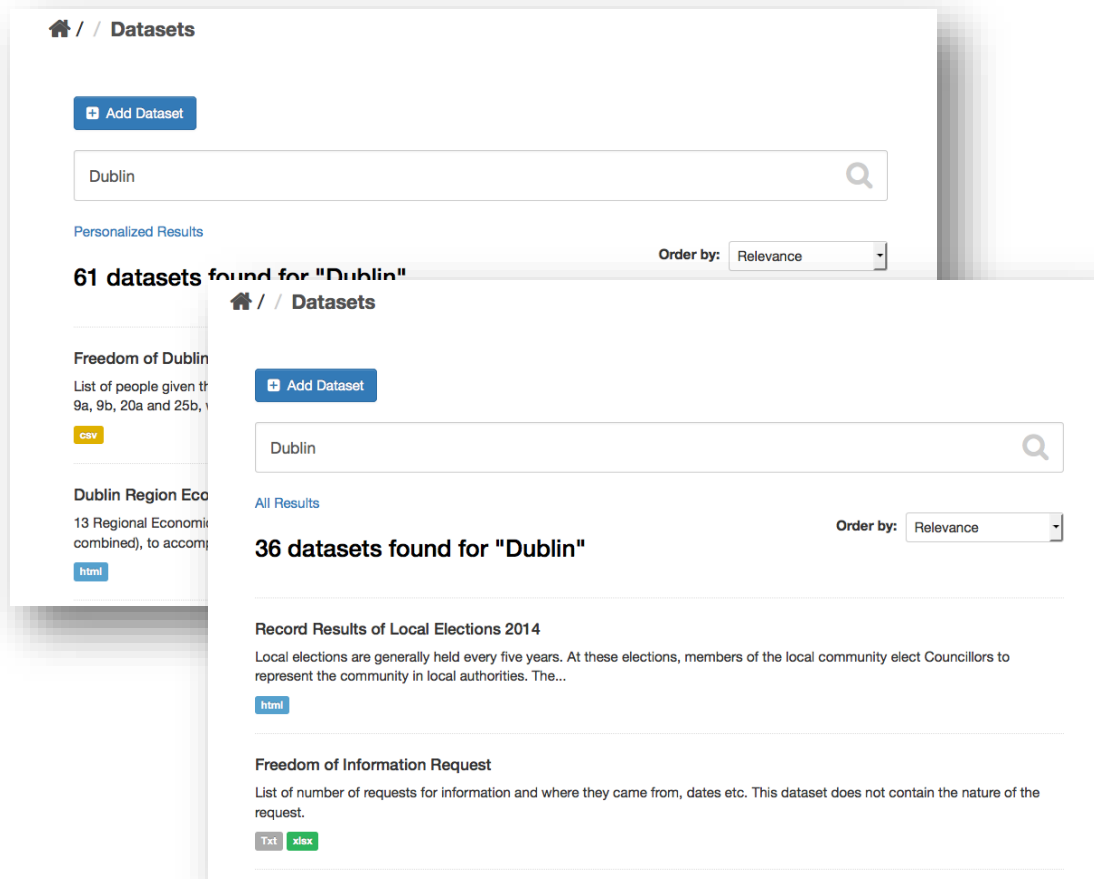 / / Datasets
Add Dataset
Dublin
Personalized Results
Order by: Relevance
61 datasets found for "Dublin"
Freedom of Dublin
List of people given
9a, 9b, 20a and 25b,
csv
Dublin Region
13 Regional
combined), to
html
/ / Datasets
Add Dataset
Dublin
All Results
Order by: Relevance
36 datasets found for "Dublin"
Record Results of Local Elections 2014
Local elections are generally held every five years. At these elections, members of the local community elect Councillors to
represent the community in local authorities. The...
html
Freedom of Information Request
List of number of requests for information and where they came from, dates etc. This dataset does not contain the nature of the
request.
Txt xlsx